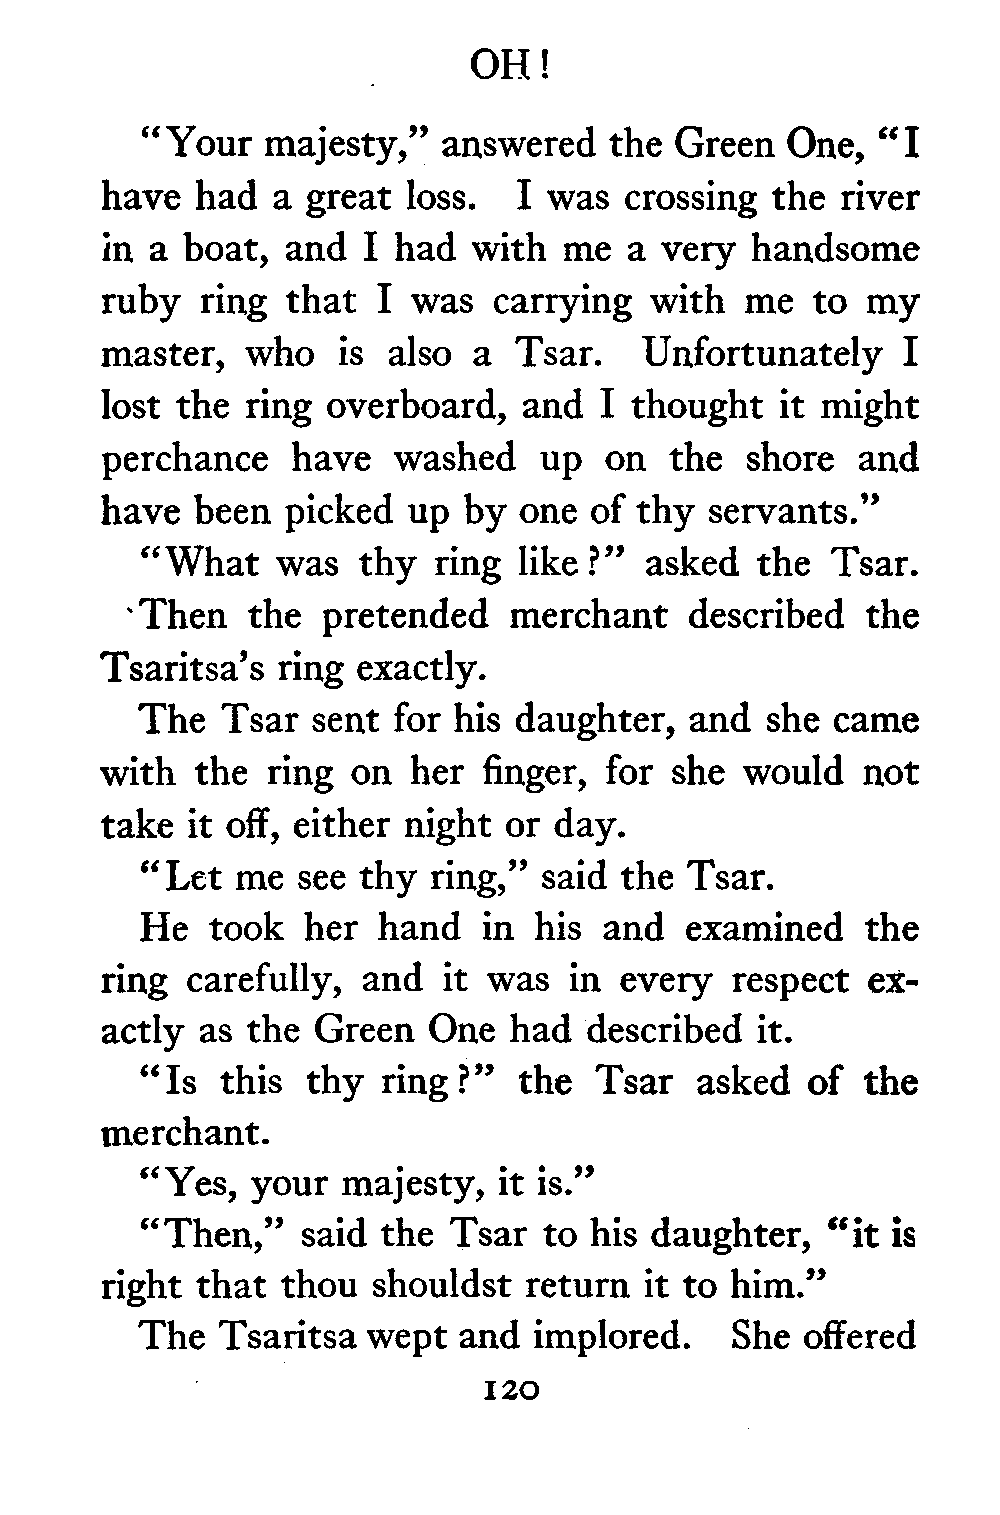 OH!
"Your majesty," answered the Green One, "I
have had a great loss. I was crossing the river
in a boat, and I had with me a very handsome
ruby ring that I was carrying with me to my
master, who is also a Tsar. Unfortunately I
lost the ring overboard, and I thought it might
perchance have washed up on the shore and
have been picked up by one of thy servants."
"What was thy ring like?" asked the Tsar.
Then the pretended merchant described the
Tsaritsa's ring exactly.
The Tsar sent for his daughter, and she came
with the ring on her finger, for she would not
take it off, either night or day.
"Let me see thy ring," said the Tsar.
He took her hand in his and examined the
ring carefully, and it was in every respect ex-
actly as the Green One had described it.
"Is this thy ring?" the Tsar asked of the
merchant.
"Yes, your majesty, it is."
"Then," said the Tsar to his daughter, "it is
right that thou shouldst return it to him."
The Tsaritsa wept and implored. She offered
120